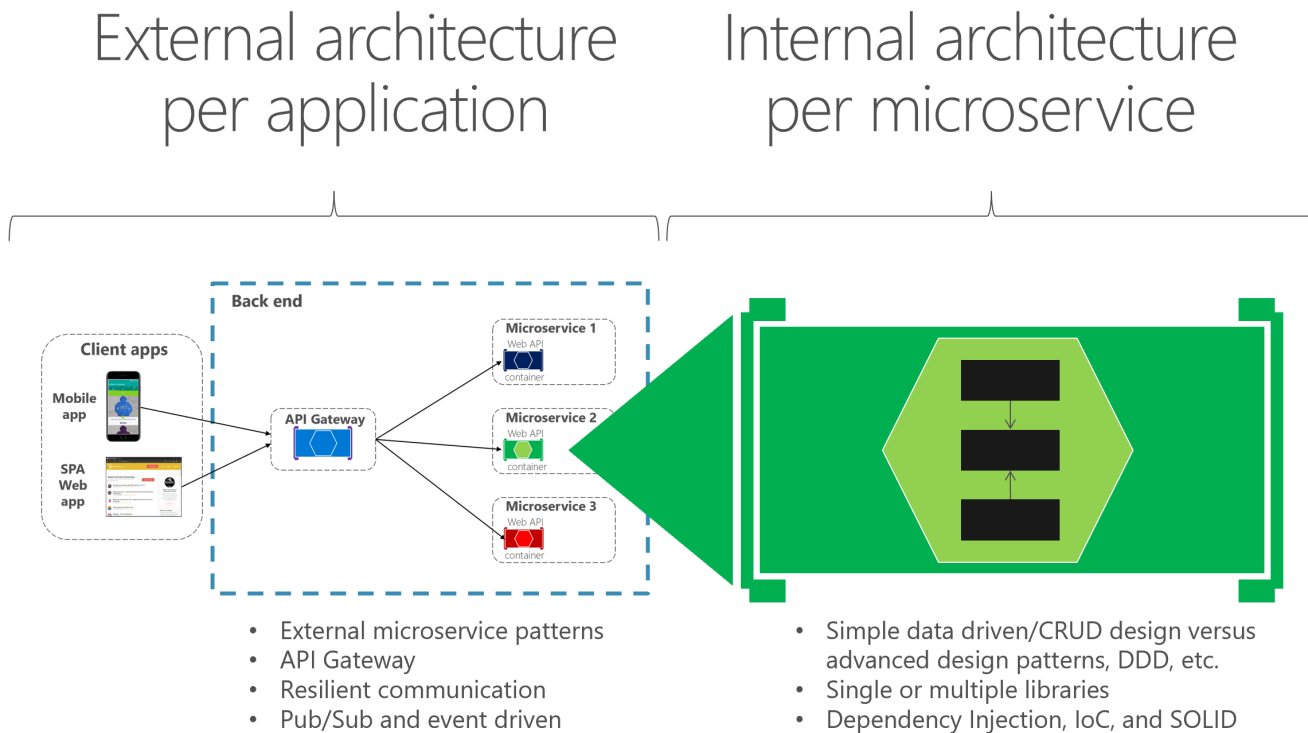 External architecture
per application
Internal architecture
per microservice
Back end
Client apps
Mobile
app
SPA
Web
app
API Gateway
Microservice 1
Web API
container
Microservice 2
Web API
container
Microservice 3
Web API
container
• External microservice patterns
• API Gateway
• Resilient communication
• Pub/Sub and event driven
• Simple data driven/CRUD design versus
advanced design patterns, DDD, etc.
• Single or multiple libraries
• Dependency Injection, IoC, and SOLID